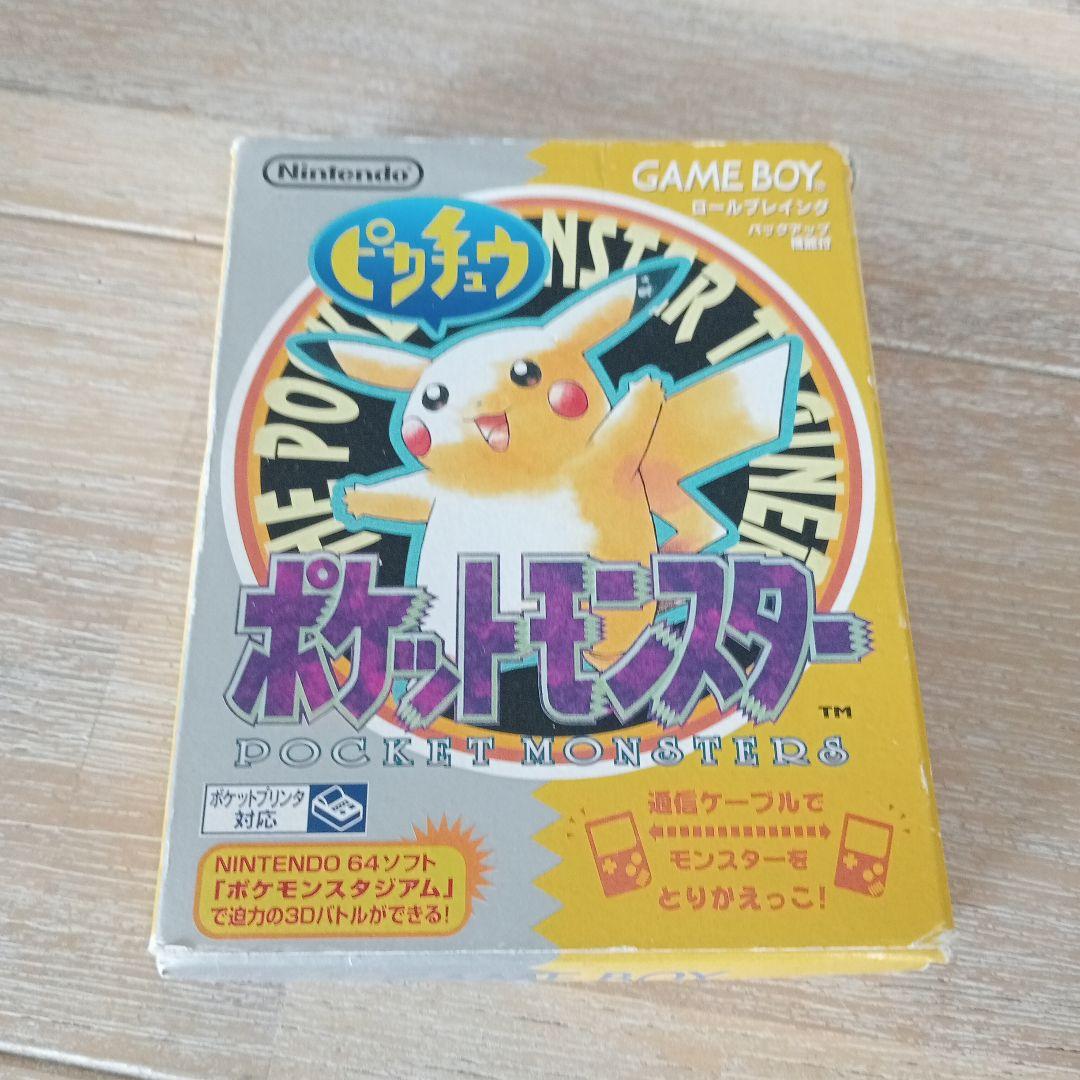 Nintendo
GAME BOY®
ロールプレイング
バックアップ
機能付
ピカチュウ
THE POCKET MONSTER TRAINER
ポケットモンスター
TM
POCKET MONSTERS
ポケットプリンタ
対応
NINTENDO 64ソフト
「ポケモンスタジアム」
で迫力の3Dバトルができる!
通信ケーブルで
モンスターを
とりかえっこ!
GAME BOY